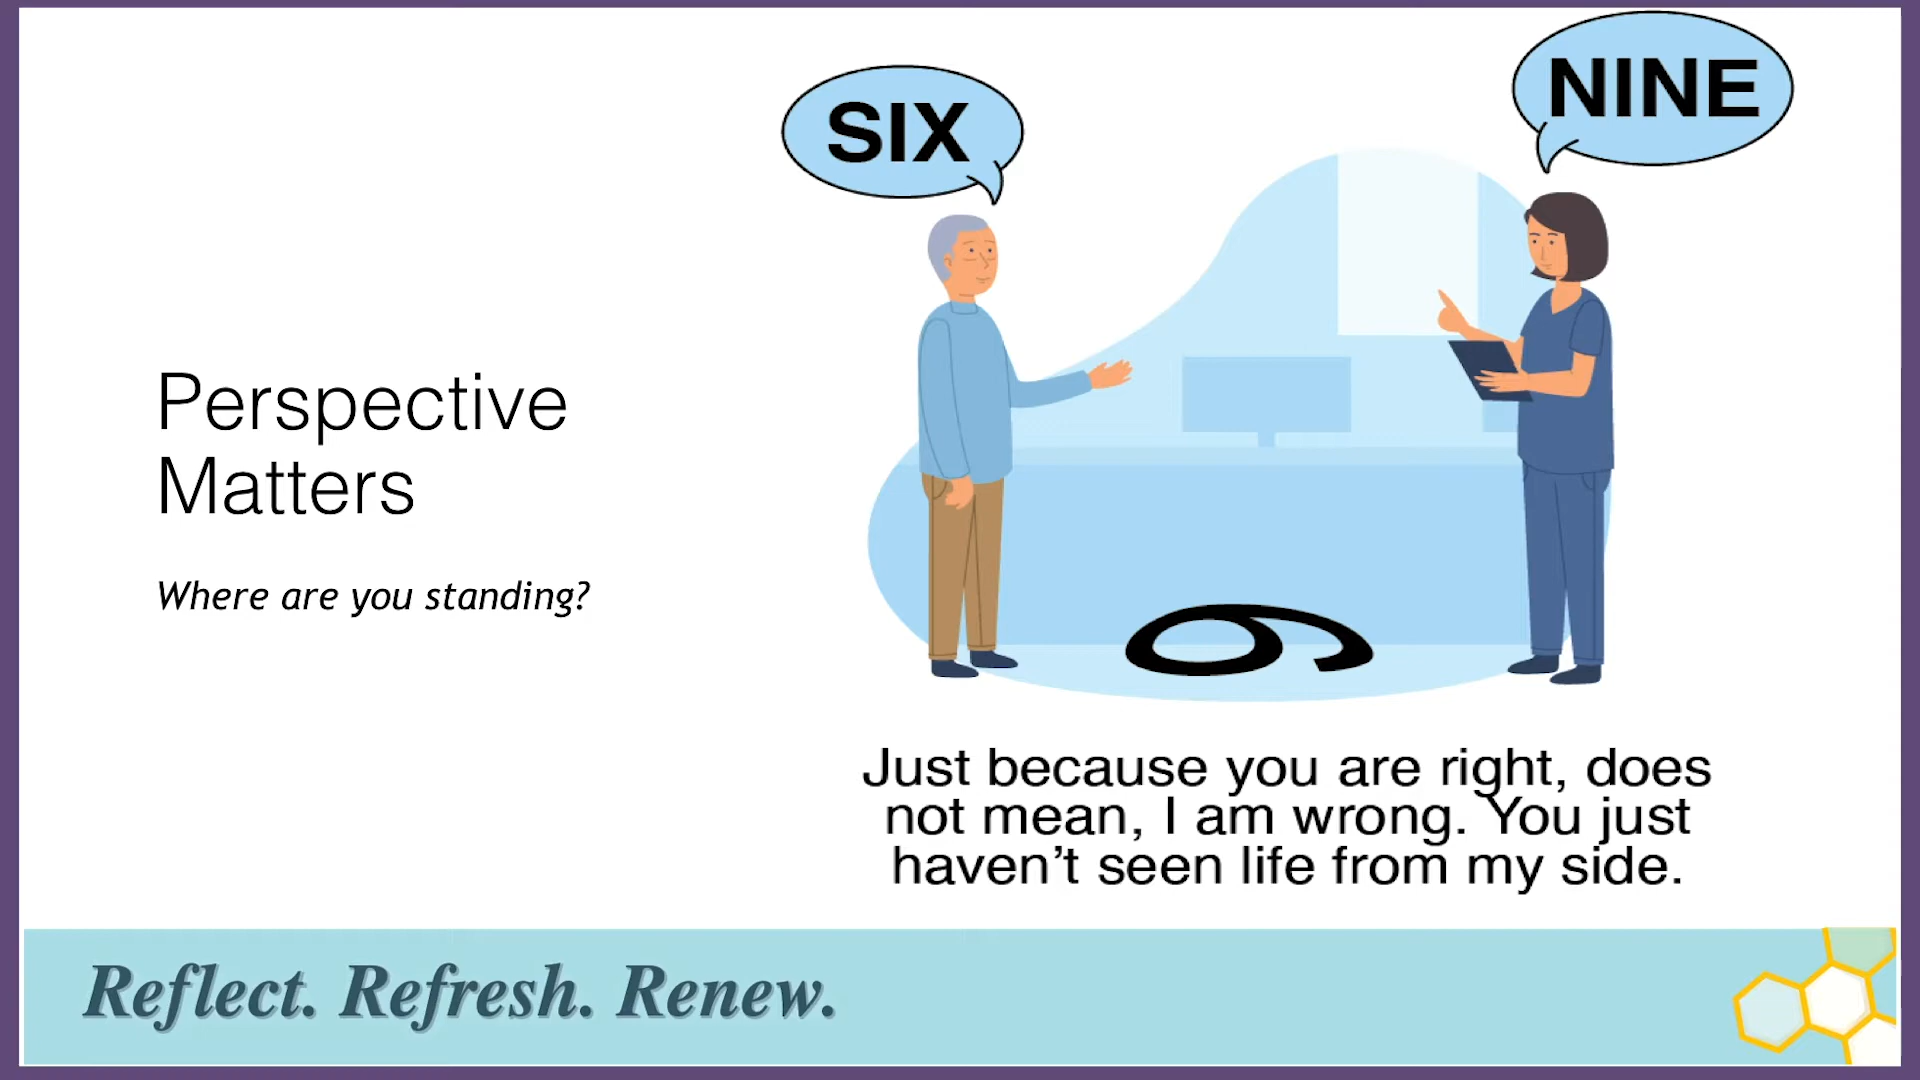 SIX
NINE
Perspective
Matters
Where are you standing?
6
Just because you are right, does
not mean, I am wrong. You just
haven’t seen life from my side.
Reflect. Refresh. Renew.